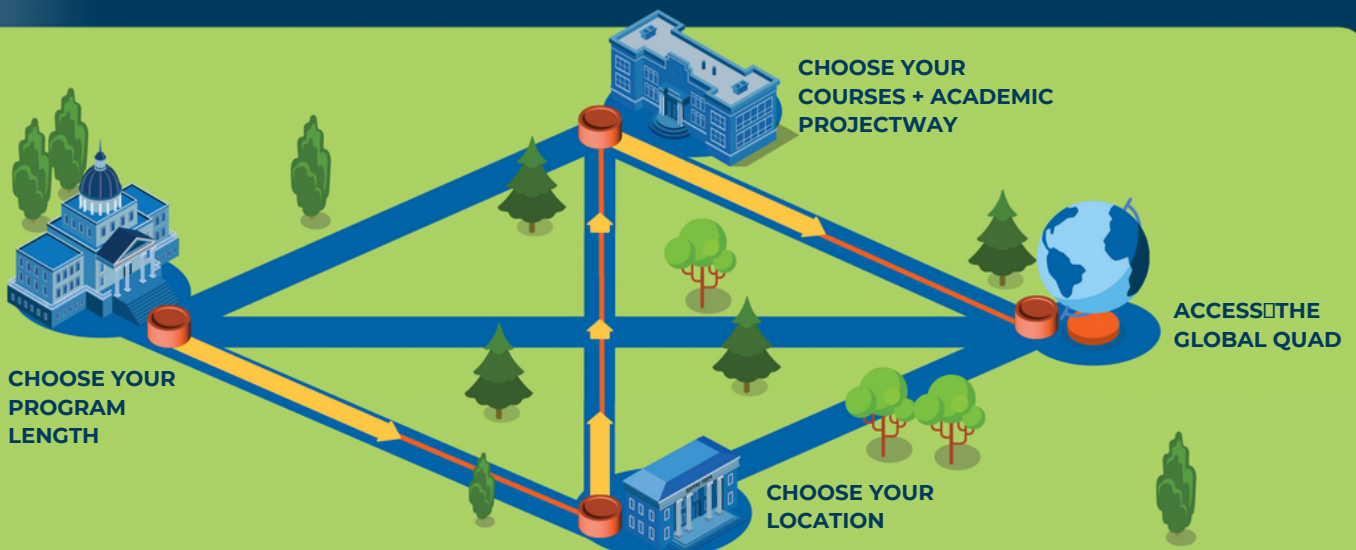 CHOOSE YOUR
COURSES + ACADEMIC
PROJECTWAY
ACCESS▯THE
GLOBAL QUAD
CHOOSE YOUR
PROGRAM
LENGTH
CHOOSE YOUR
LOCATION